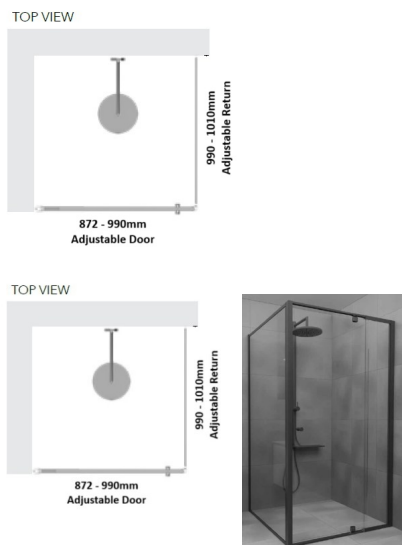 TOP VIEW
990 - 1010mm
Adjustable Return
872 - 990mm
Adjustable Door
TOP VIEW
990 - 1010mm
Adjustable Return
872 - 990mm
Adjustable Door